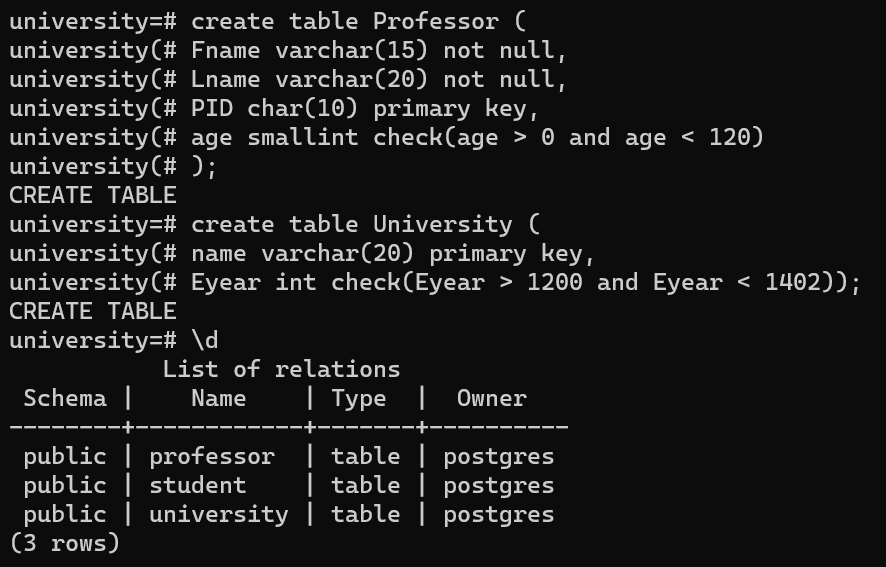 university=# create table Professor (
university(# Fname varchar(15) not null,
university(# Lname varchar(20) not null,
university(# PID char(10) primary key,
university(# age smallint check(age > 0 and age < 120)
university(# );
CREATE TABLE
university=# create table University (
university(# name varchar(20) primary key,
university(# Eyear int check(Eyear > 1200 and Eyear < 1402));
CREATE TABLE
university=# \d
           List of relations
 Schema |    Name    | Type  |  Owner
--------+------------+-------+----------
 public | professor  | table | postgres
 public | student    | table | postgres
 public | university | table | postgres
(3 rows)